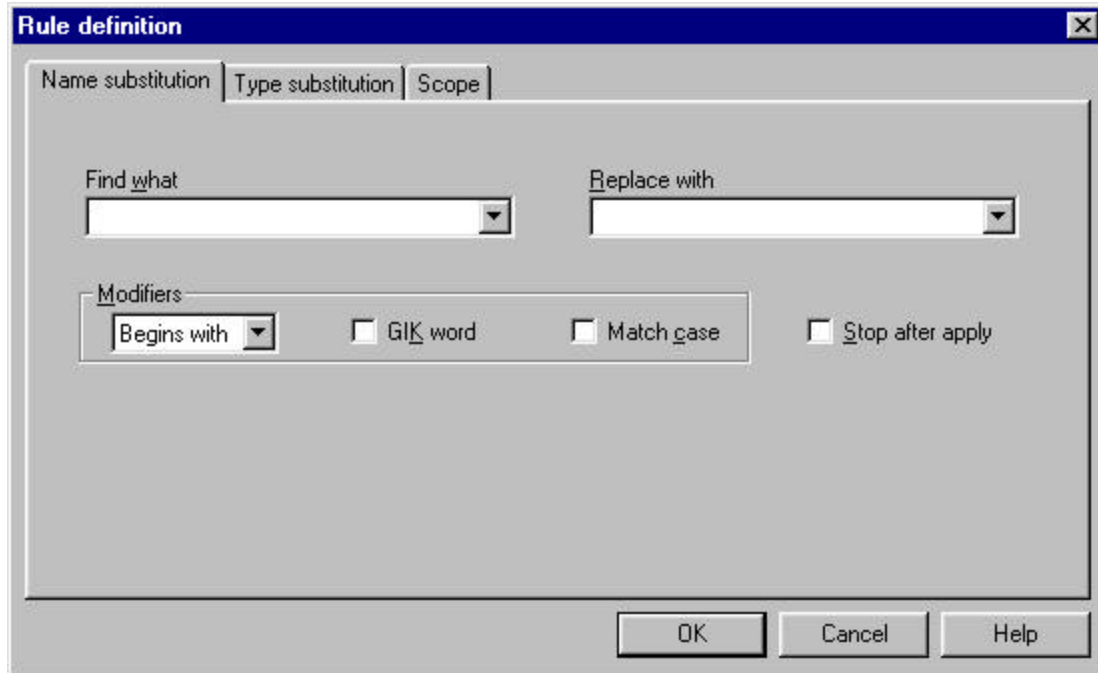 Rule definition
Name substitution Type substitution Scope
Find what Replace with
Modifiers
Begins with GIK word Match case Stop after apply
OK Cancel Help